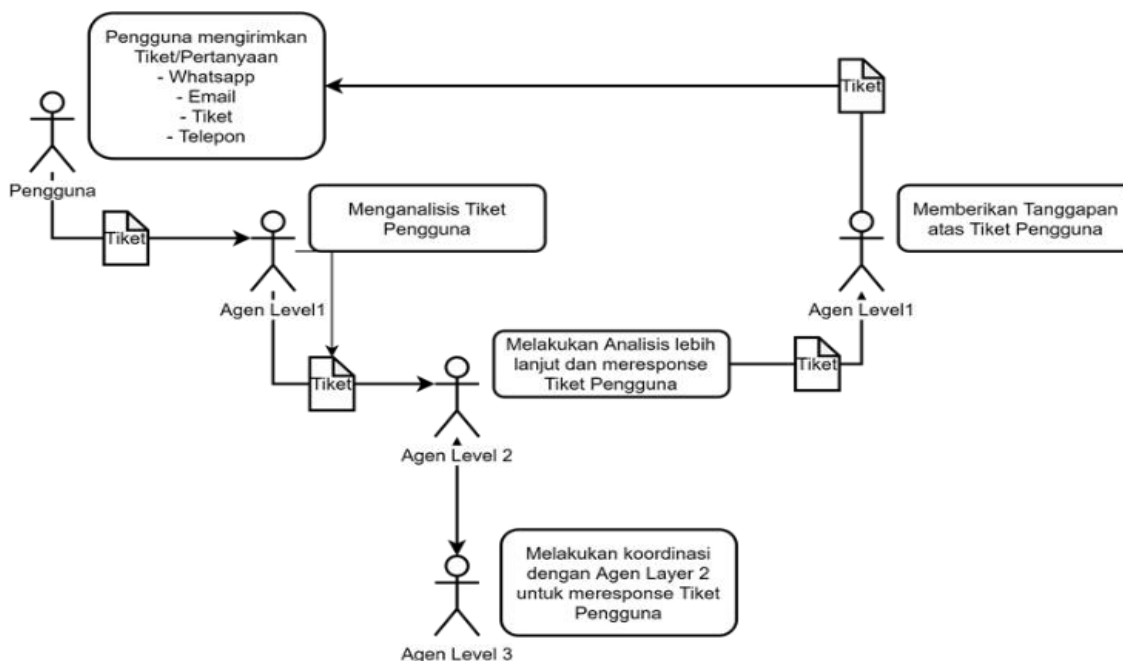 Pengguna mengirimkan
Tiket/Pertanyaan
- Whatsapp
- Email
- Tiket
- Telepon
Tiket
Pengguna
Menganalisis Tiket
Pengguna
Memberikan Tanggapan
atas Tiket Pengguna
Tiket
Agen Level1
Agen Level1
Melakukan Analisis lebih
lanjut dan meresponse
Tiket Pengguna
Tiket
Tiket
Agen Level 2
Melakukan koordinasi
dengan Agen Layer 2
untuk meresponse Tiket
Pengguna
Agen Level 3